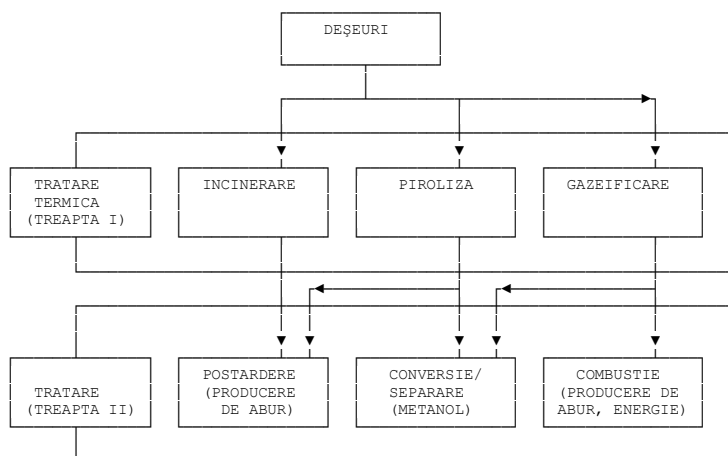 DEŞEURI
TRATARE
TERMICA
(TREAPTA I)
INCINERARE
PIROLIZA
GAZEIFICARE
TRATARE
(TREAPTA II)
POSTARDERE
(PRODUCERE
DE ABUR)
CONVERSIE/
SEPARARE
(METANOL)
COMBUSTIE
(PRODUCERE DE
ABUR, ENERGIE)